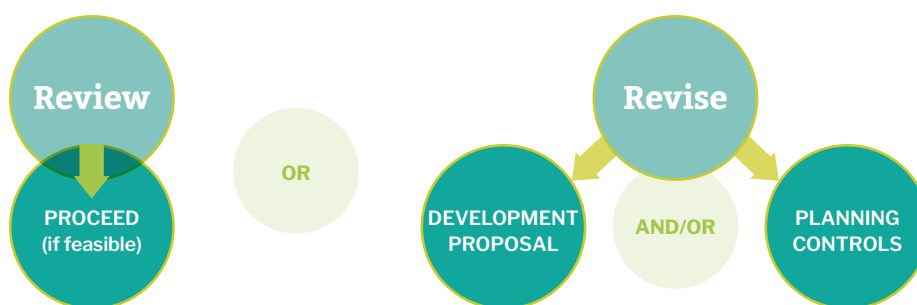 Review
PROCEED
(if feasible)
OR
Revise
DEVELOPMENT
PROPOSAL
AND/OR
PLANNING
CONTROLS